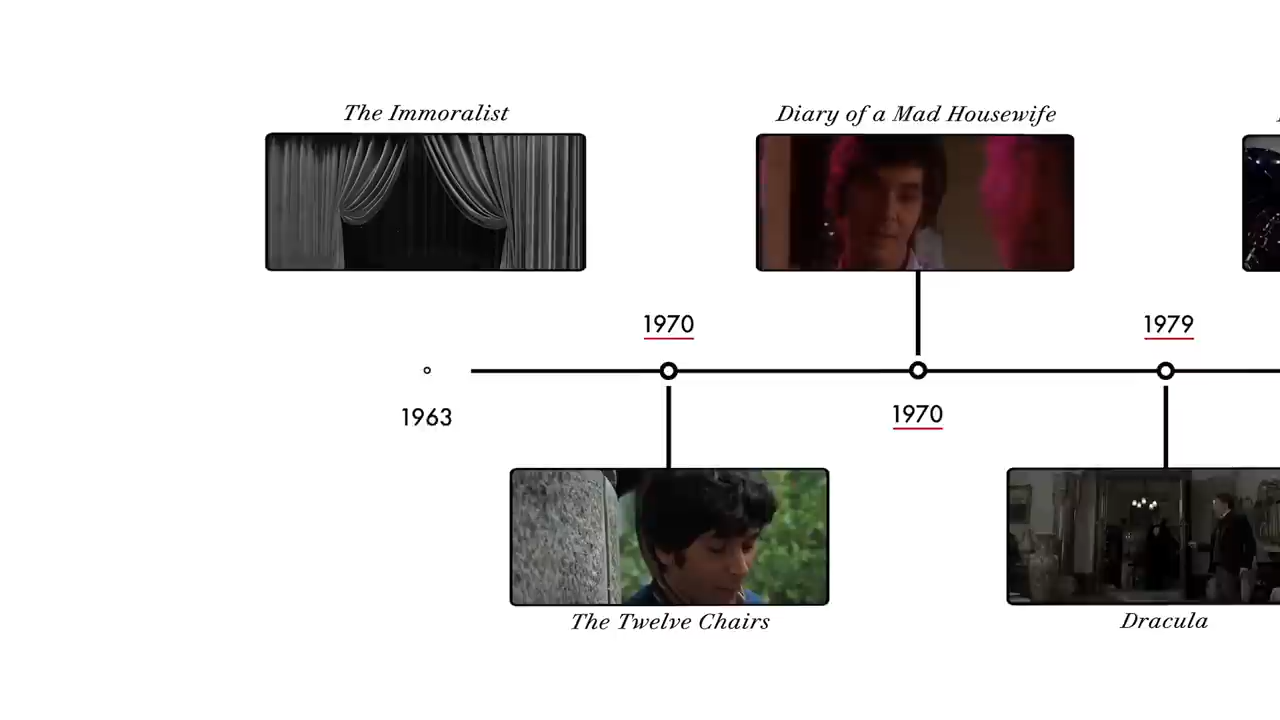 The Immoralist
Diary of a Mad Housewife
1970
1979
1963
1970
The Twelve Chairs
Dracula